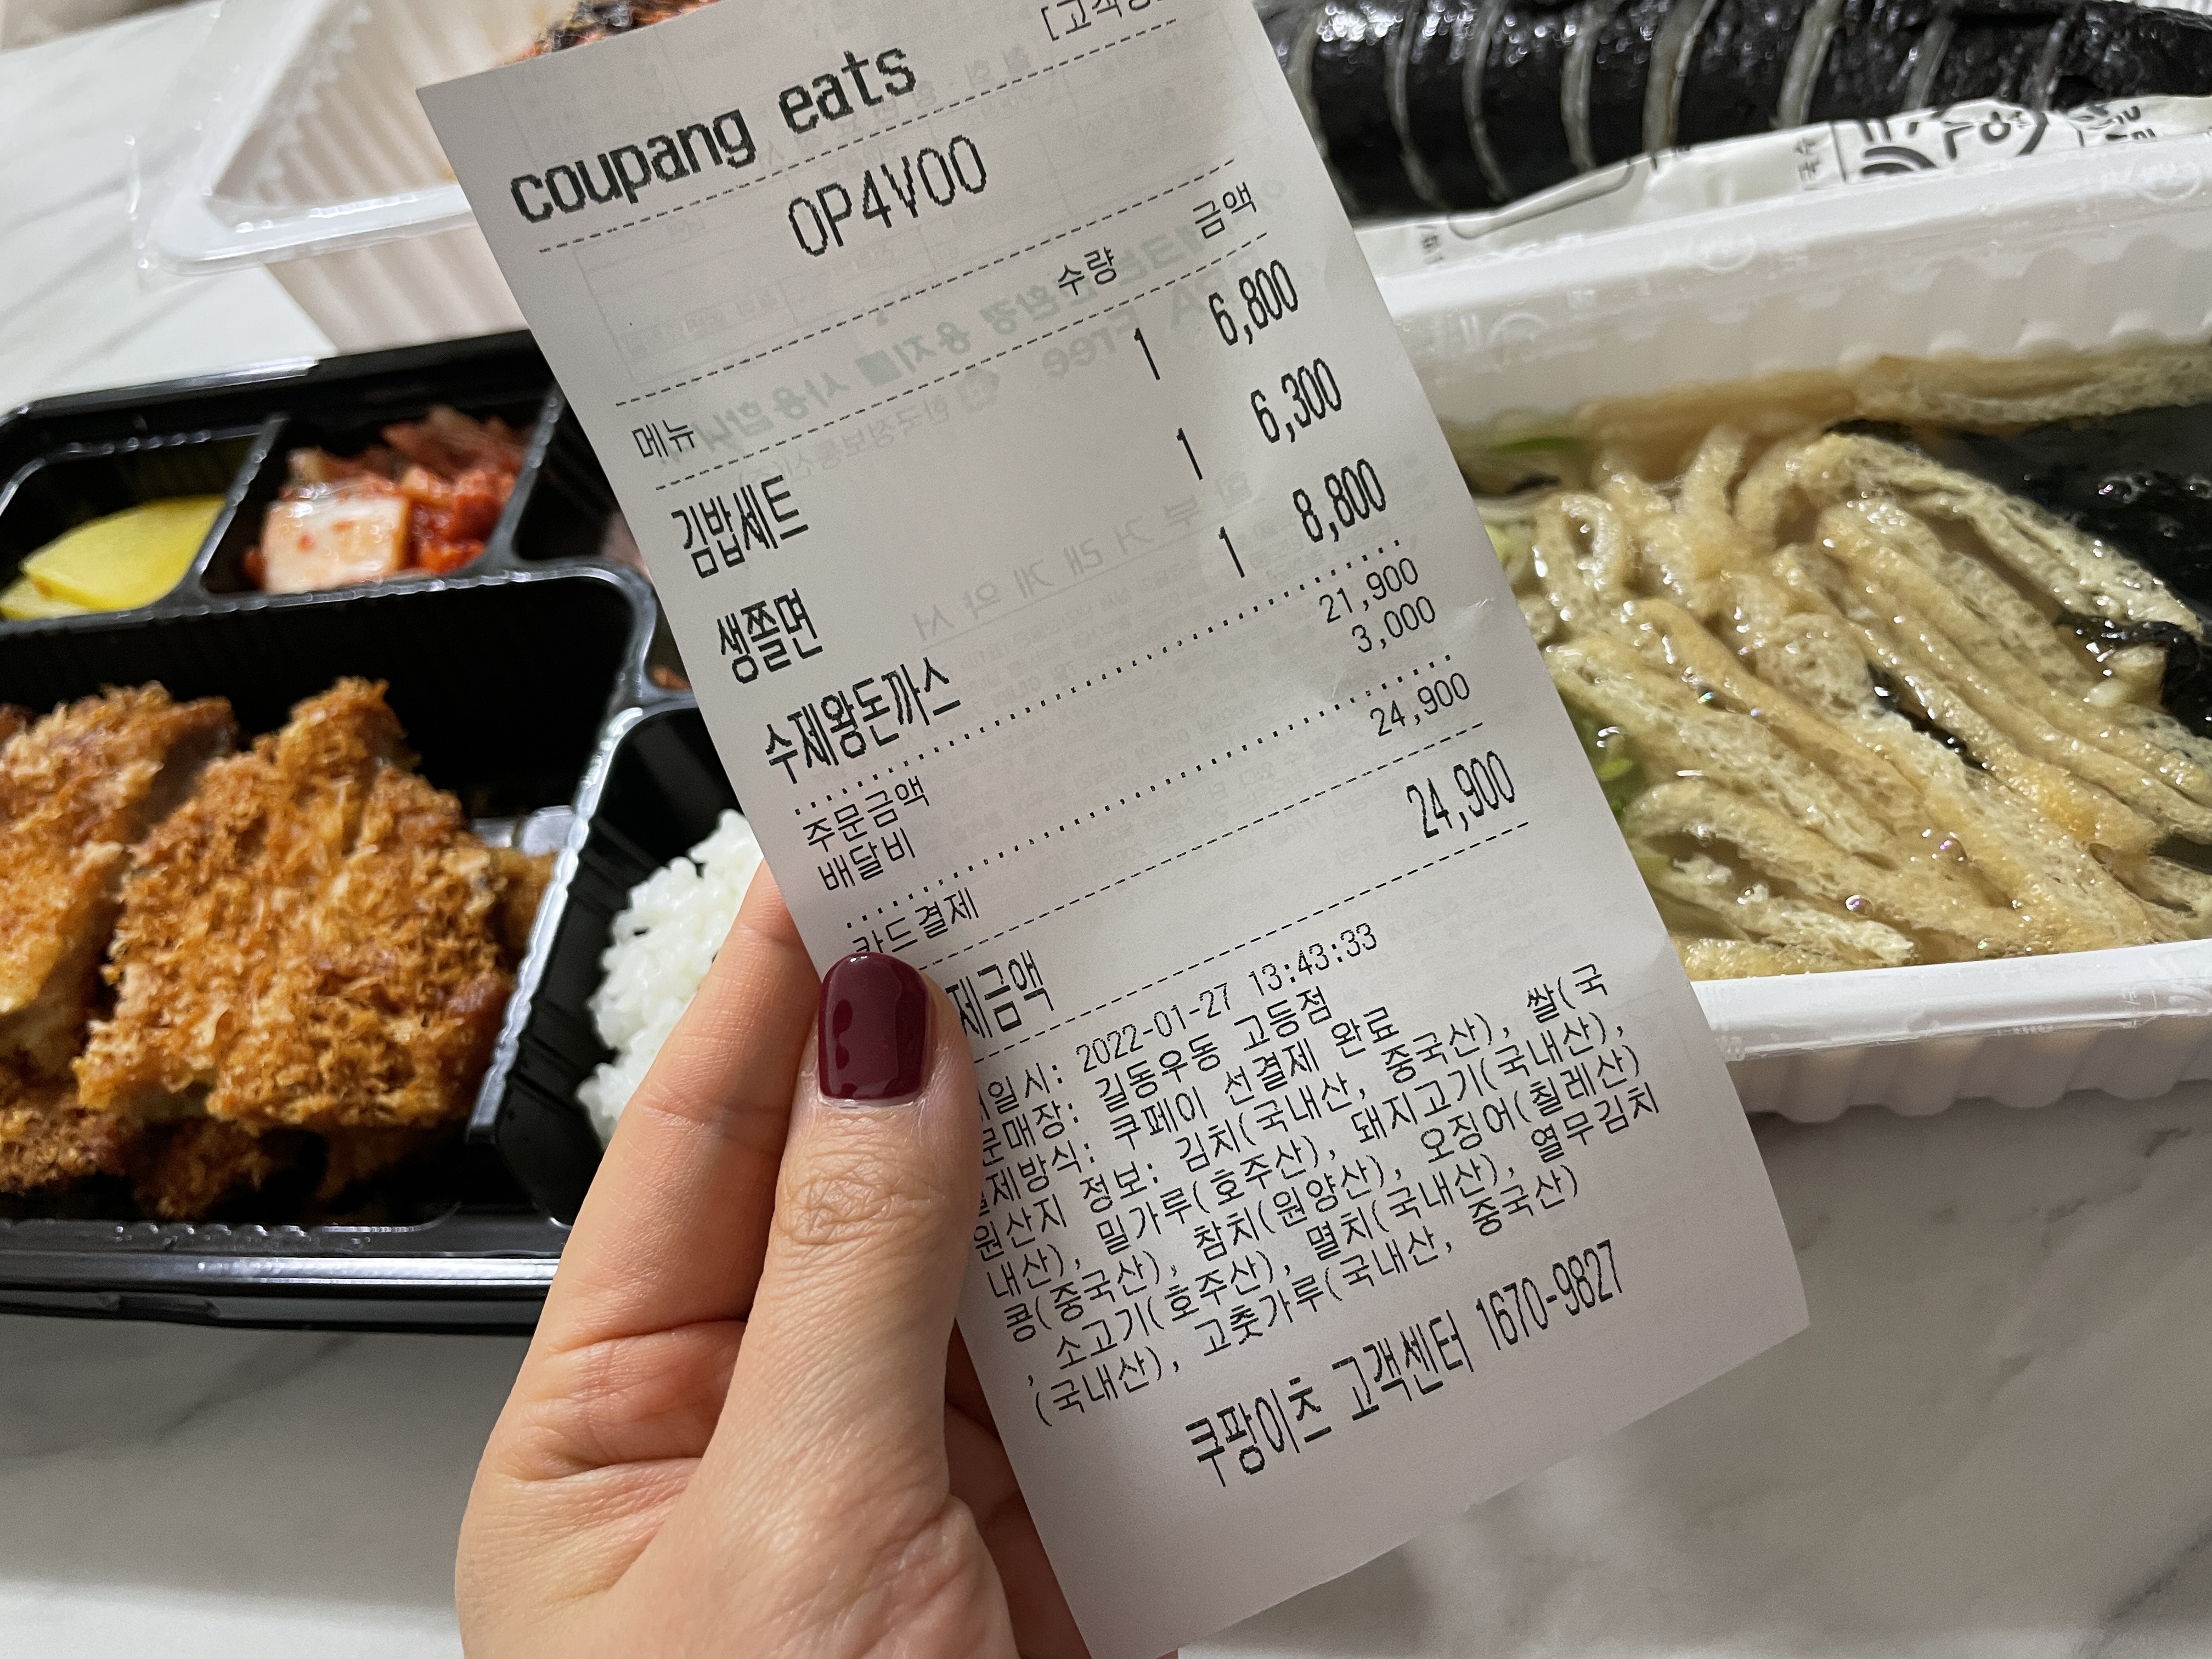 [고객용
coupang eats
0P4V00
메뉴 수량 금액
김밥세트 1 6,800
생쫄면 1 6,300
수제왕돈까스 1 8,800
주문금액 21,900
배달비 3,000
카드결제 24,900
제금액 24,900
일시: 2022-01-27 13:43:33
문매장: 길동우동 고등점
제방식: 쿠페이 선결제 완료
원산지 정보: 김치(국내산, 중국산), 쌀(국
내산), 밀가루(호주산), 돼지고기(국내산),
콩(중국산), 참치(원양산), 오징어(칠레산)
, 소고기(호주산), 멸치(국내산), 열무김치
(국내산), 고춧가루(국내산, 중국산)
쿠팡이츠 고객센터 1670-9827